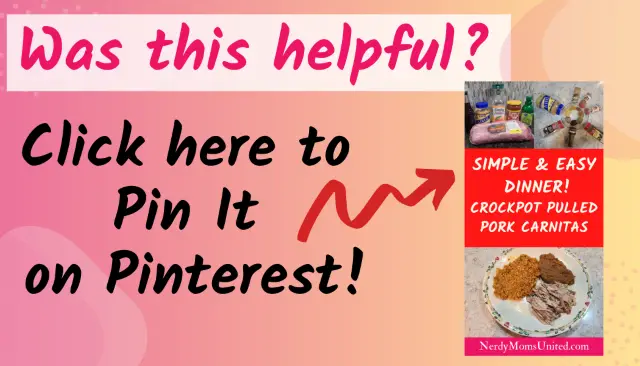 Was this helpful?
Click here to
Pin It
on Pinterest!
SIMPLE & EASY
DINNER!
CROCKPOT PULLED
PORK CARNITAS
NerdyMomsUnited.com